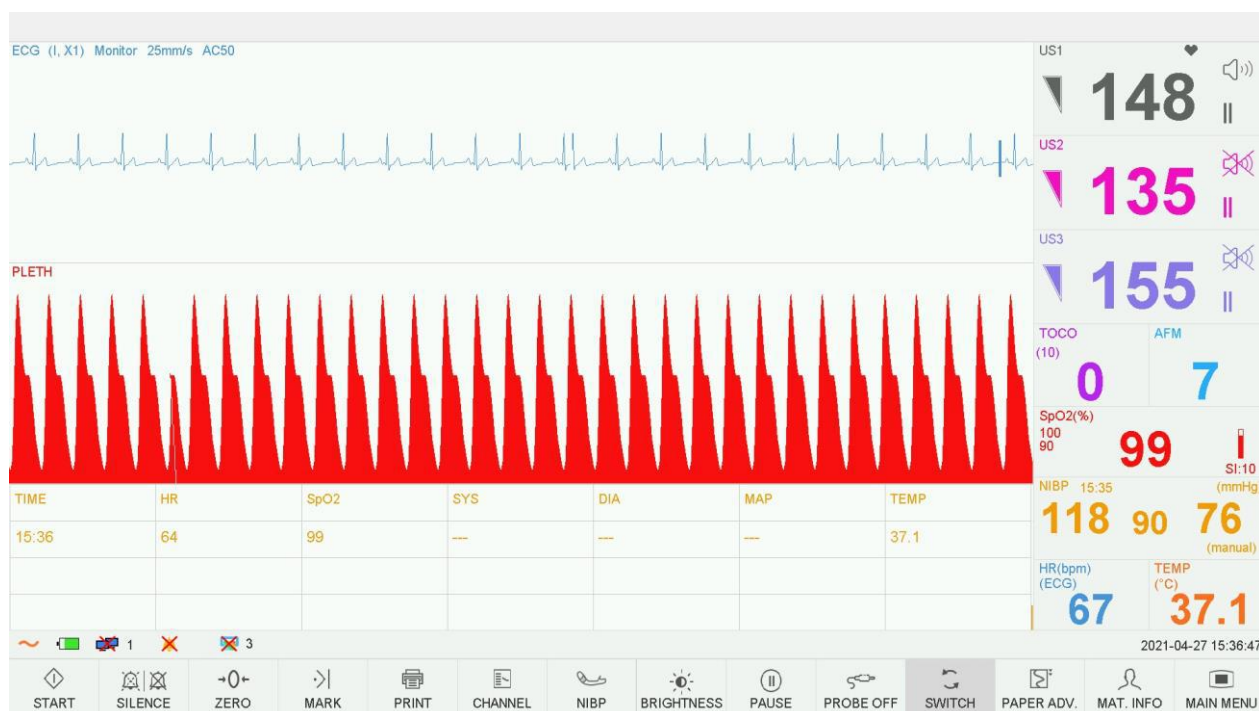 ECG (I, X1) Monitor 25mm/s AC50
PLETH
TIME HR SpO2 SYS DIA MAP TEMP
15:36 64 99 --- --- --- 37.1
US1
148
US2
135
US3
155
TOCO AFM
(10)
0 7
SpO2(%)
100
90
99
SI:10
NIBP 15:35 (mmHg
118 90 76
(manual)
HR(bpm) TEMP
(ECG) (°C)
67 37.1
1 3 2021-04-27 15:36:47
START SILENCE ZERO MARK PRINT CHANNEL NIBP BRIGHTNESS PAUSE PROBE OFF SWITCH PAPER ADV. MAT. INFO MAIN MENU